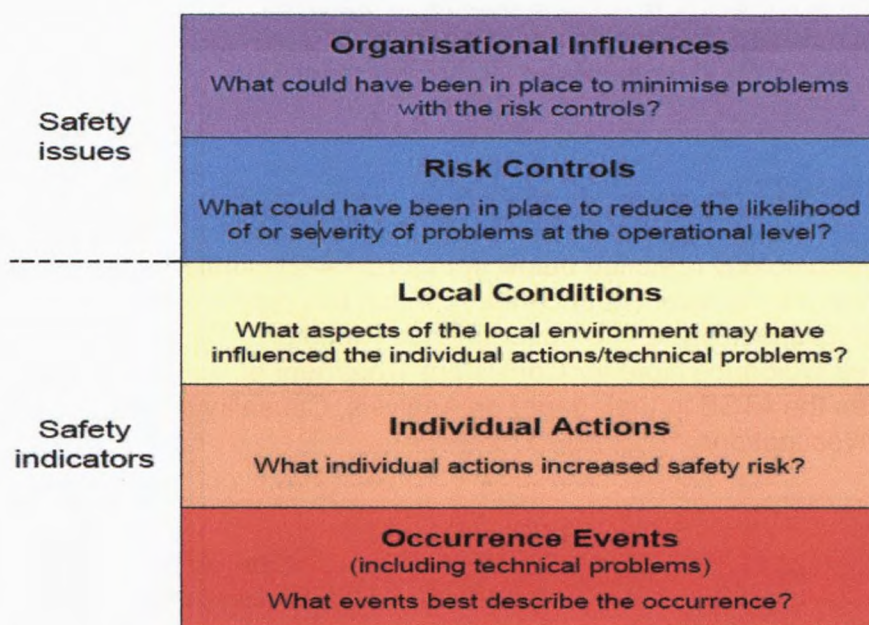 Safety
issues
Organisational Influences
What could have been in place to minimise problems
with the risk controls?
Risk Controls
What could have been in place to reduce the likelihood
of or severity of problems at the operational level?
Safety
indicators
Local Conditions
What aspects of the local environment may have
influenced the individual actions/technical problems?
Individual Actions
What individual actions increased safety risk?
Occurrence Events
(including technical problems)
What events best describe the occurrence?